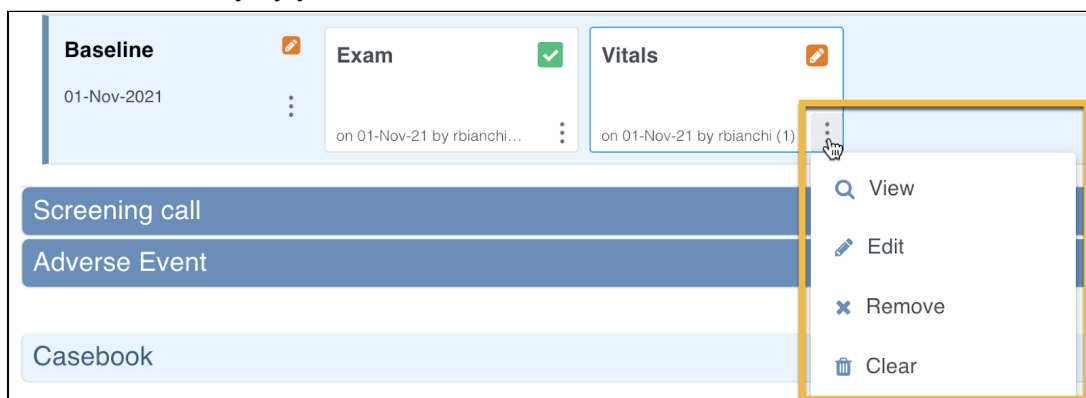 Baseline
01-Nov-2021
Exam
on 01-Nov-21 by rbianchi...
Vitals
on 01-Nov-21 by rbianchi (1)
View
Edit
Remove
Clear
Screening call
Adverse Event
Casebook